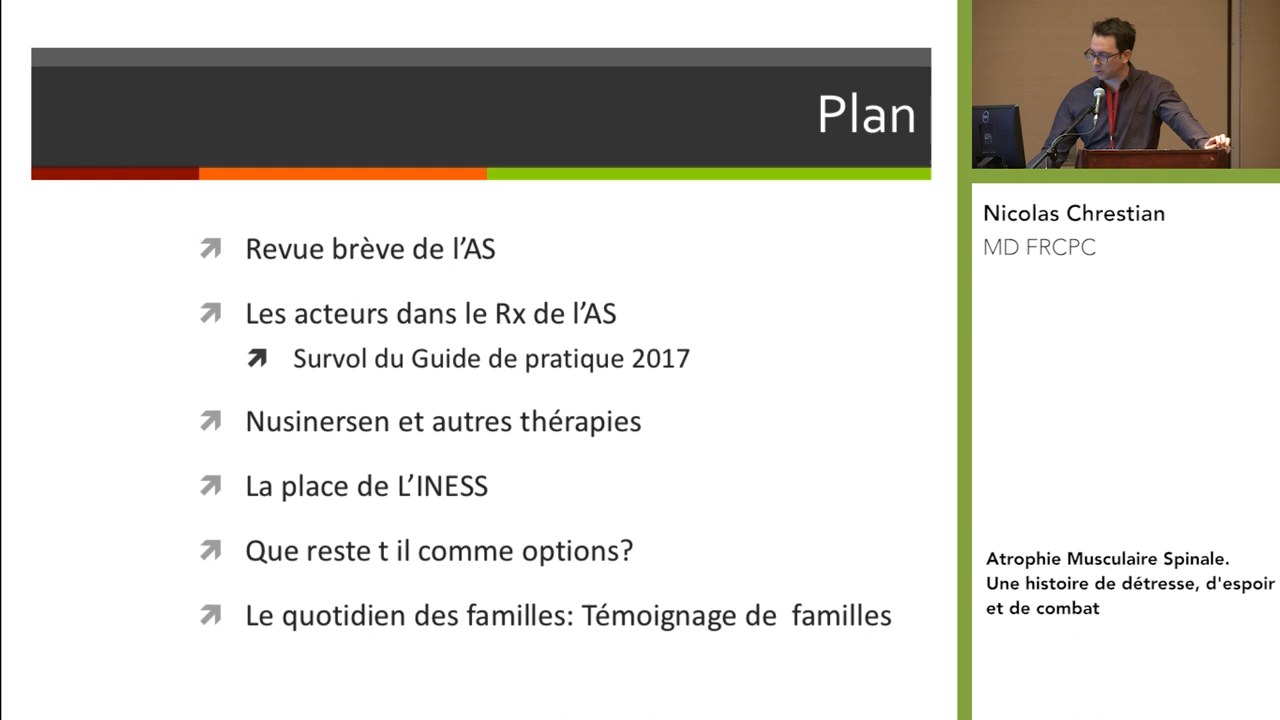 Plan
Revue brève de l’AS
Les acteurs dans le Rx de l’AS
Survol du Guide de pratique 2017
Nusinersen et autres thérapies
La place de L’INESS
Que reste t il comme options?
Le quotidien des familles: Témoignage de  familles
Nicolas Chrestian
MD FRCPC
Atrophie Musculaire Spinale.
Une histoire de détresse, d'espoir
et de combat